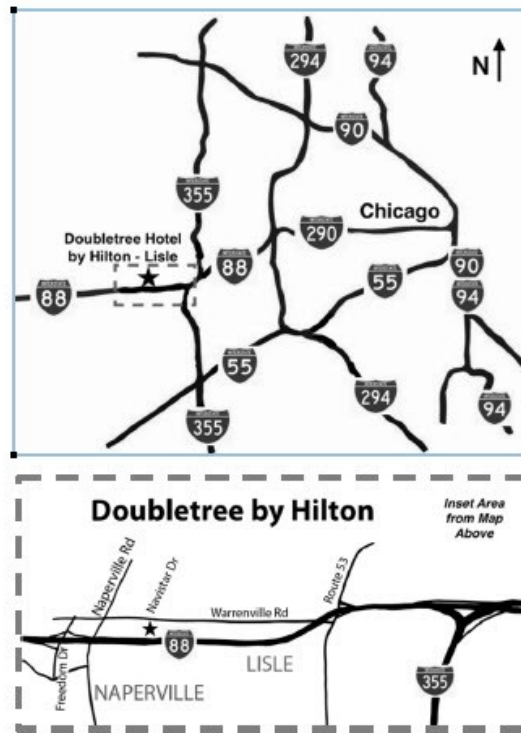 294
94
N
90
355
Chicago
290
Doubletree Hotel
by Hilton - Lisle
88
90
88
55
94
55
294
94
355
Doubletree by Hilton
Inset Area
from Map
Above
Naperville Rd
Navistar Dr
Route 53
Warrenville Rd
88
LISLE
Freedom Dr
NAPERVILLE
355